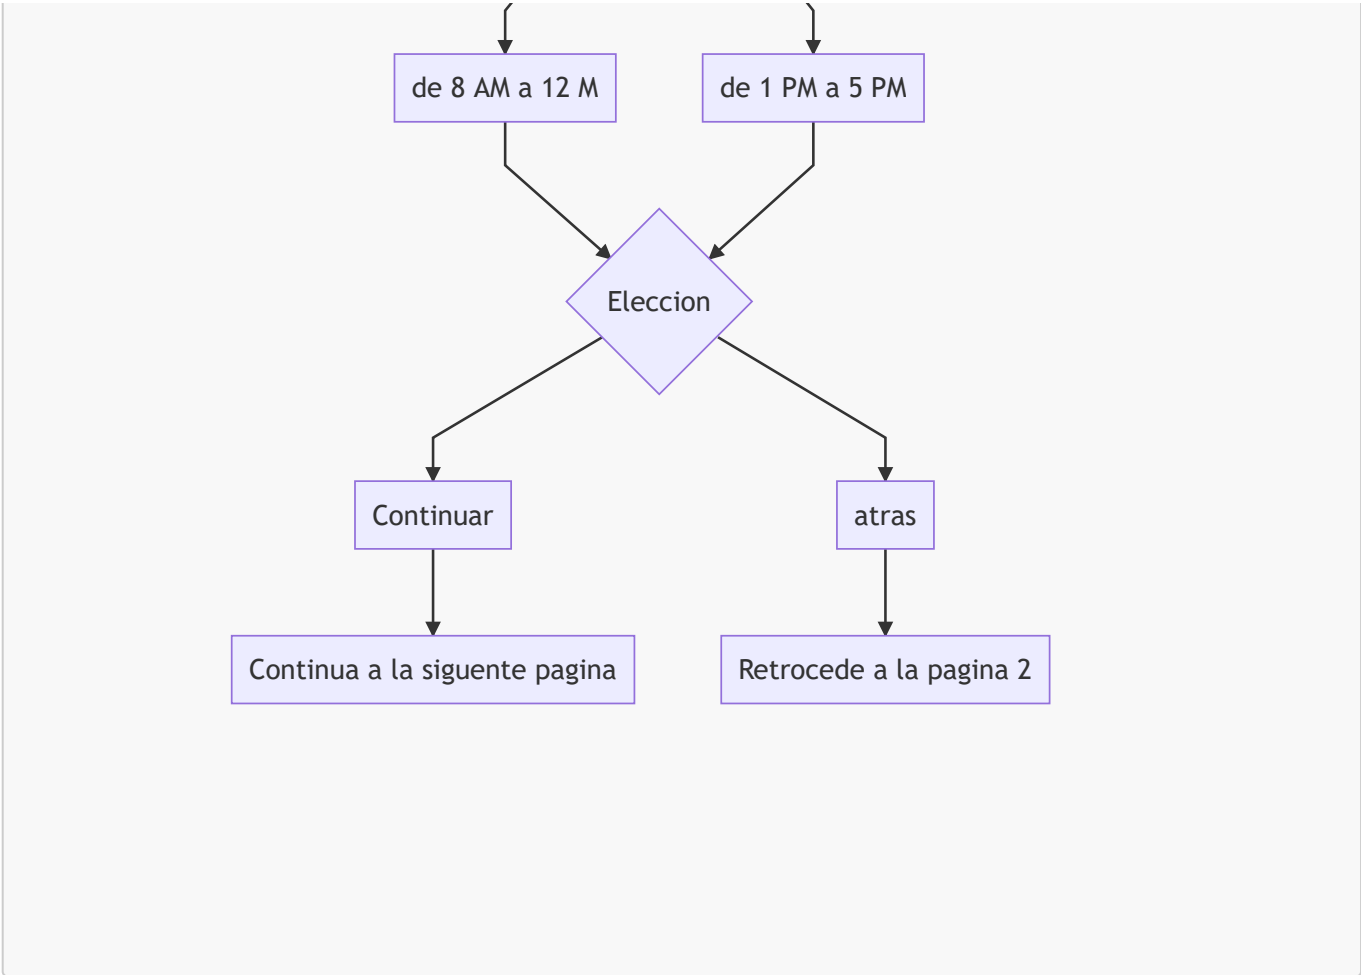 de 8 AM a 12 M
de 1 PM a 5 PM
Eleccion
Continuar
atras
Continua a la siguente pagina
Retrocede a la pagina 2